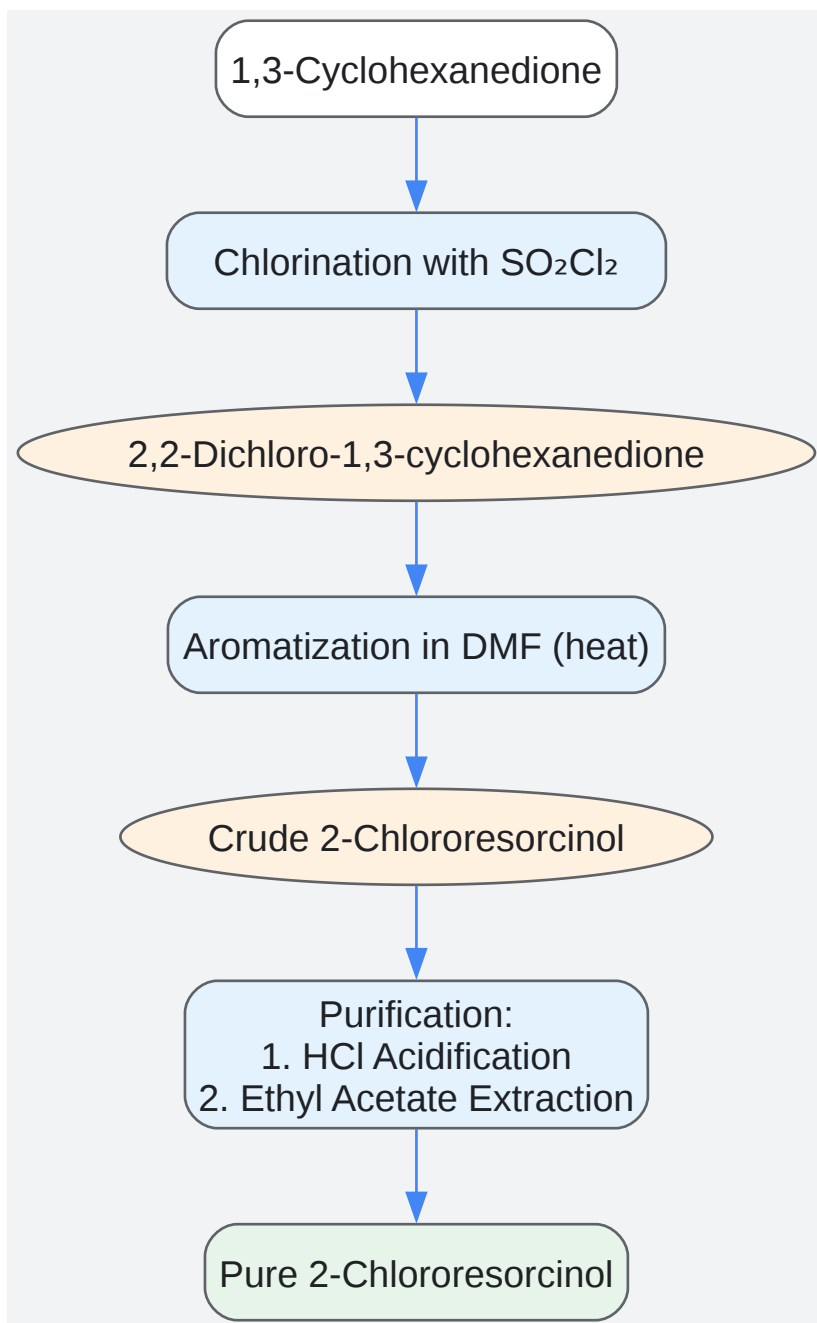 1,3-Cyclohexanedione
Chlorination with SO₂Cl₂
2,2-Dichloro-1,3-cyclohexanedione
Aromatization in DMF (heat)
Crude 2-Chlororesorcinol
Purification:
1. HCl Acidification
2. Ethyl Acetate Extraction
Pure 2-Chlororesorcinol